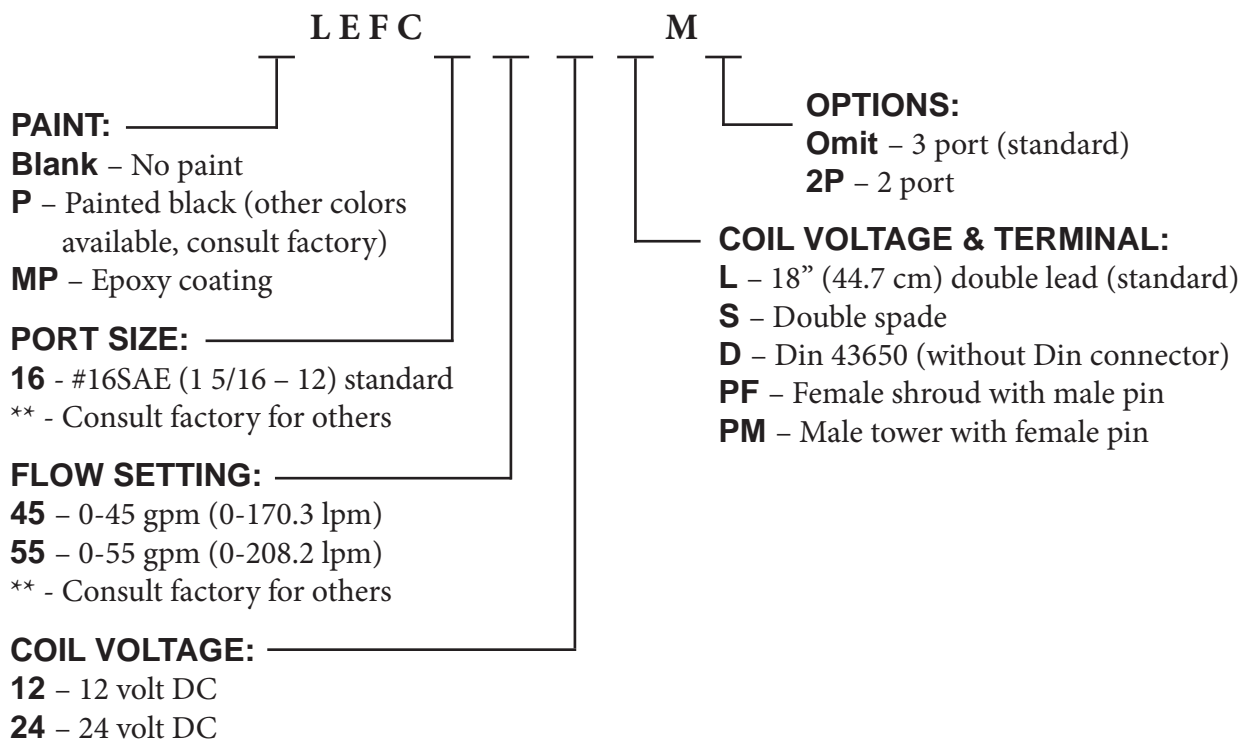 LEFC M
PAINT:
Blank – No paint
P – Painted black (other colors
available, consult factory)
MP – Epoxy coating
PORT SIZE:
16 - #16SAE (1 5/16 – 12) standard
** - Consult factory for others
FLOW SETTING:
45 – 0-45 gpm (0-170.3 lpm)
55 – 0-55 gpm (0-208.2 lpm)
** - Consult factory for others
COIL VOLTAGE:
12 – 12 volt DC
24 – 24 volt DC
OPTIONS:
Omit – 3 port (standard)
2P – 2 port
COIL VOLTAGE & TERMINAL:
L – 18” (44.7 cm) double lead (standard)
S – Double spade
D – Din 43650 (without Din connector)
PF – Female shroud with male pin
PM – Male tower with female pin